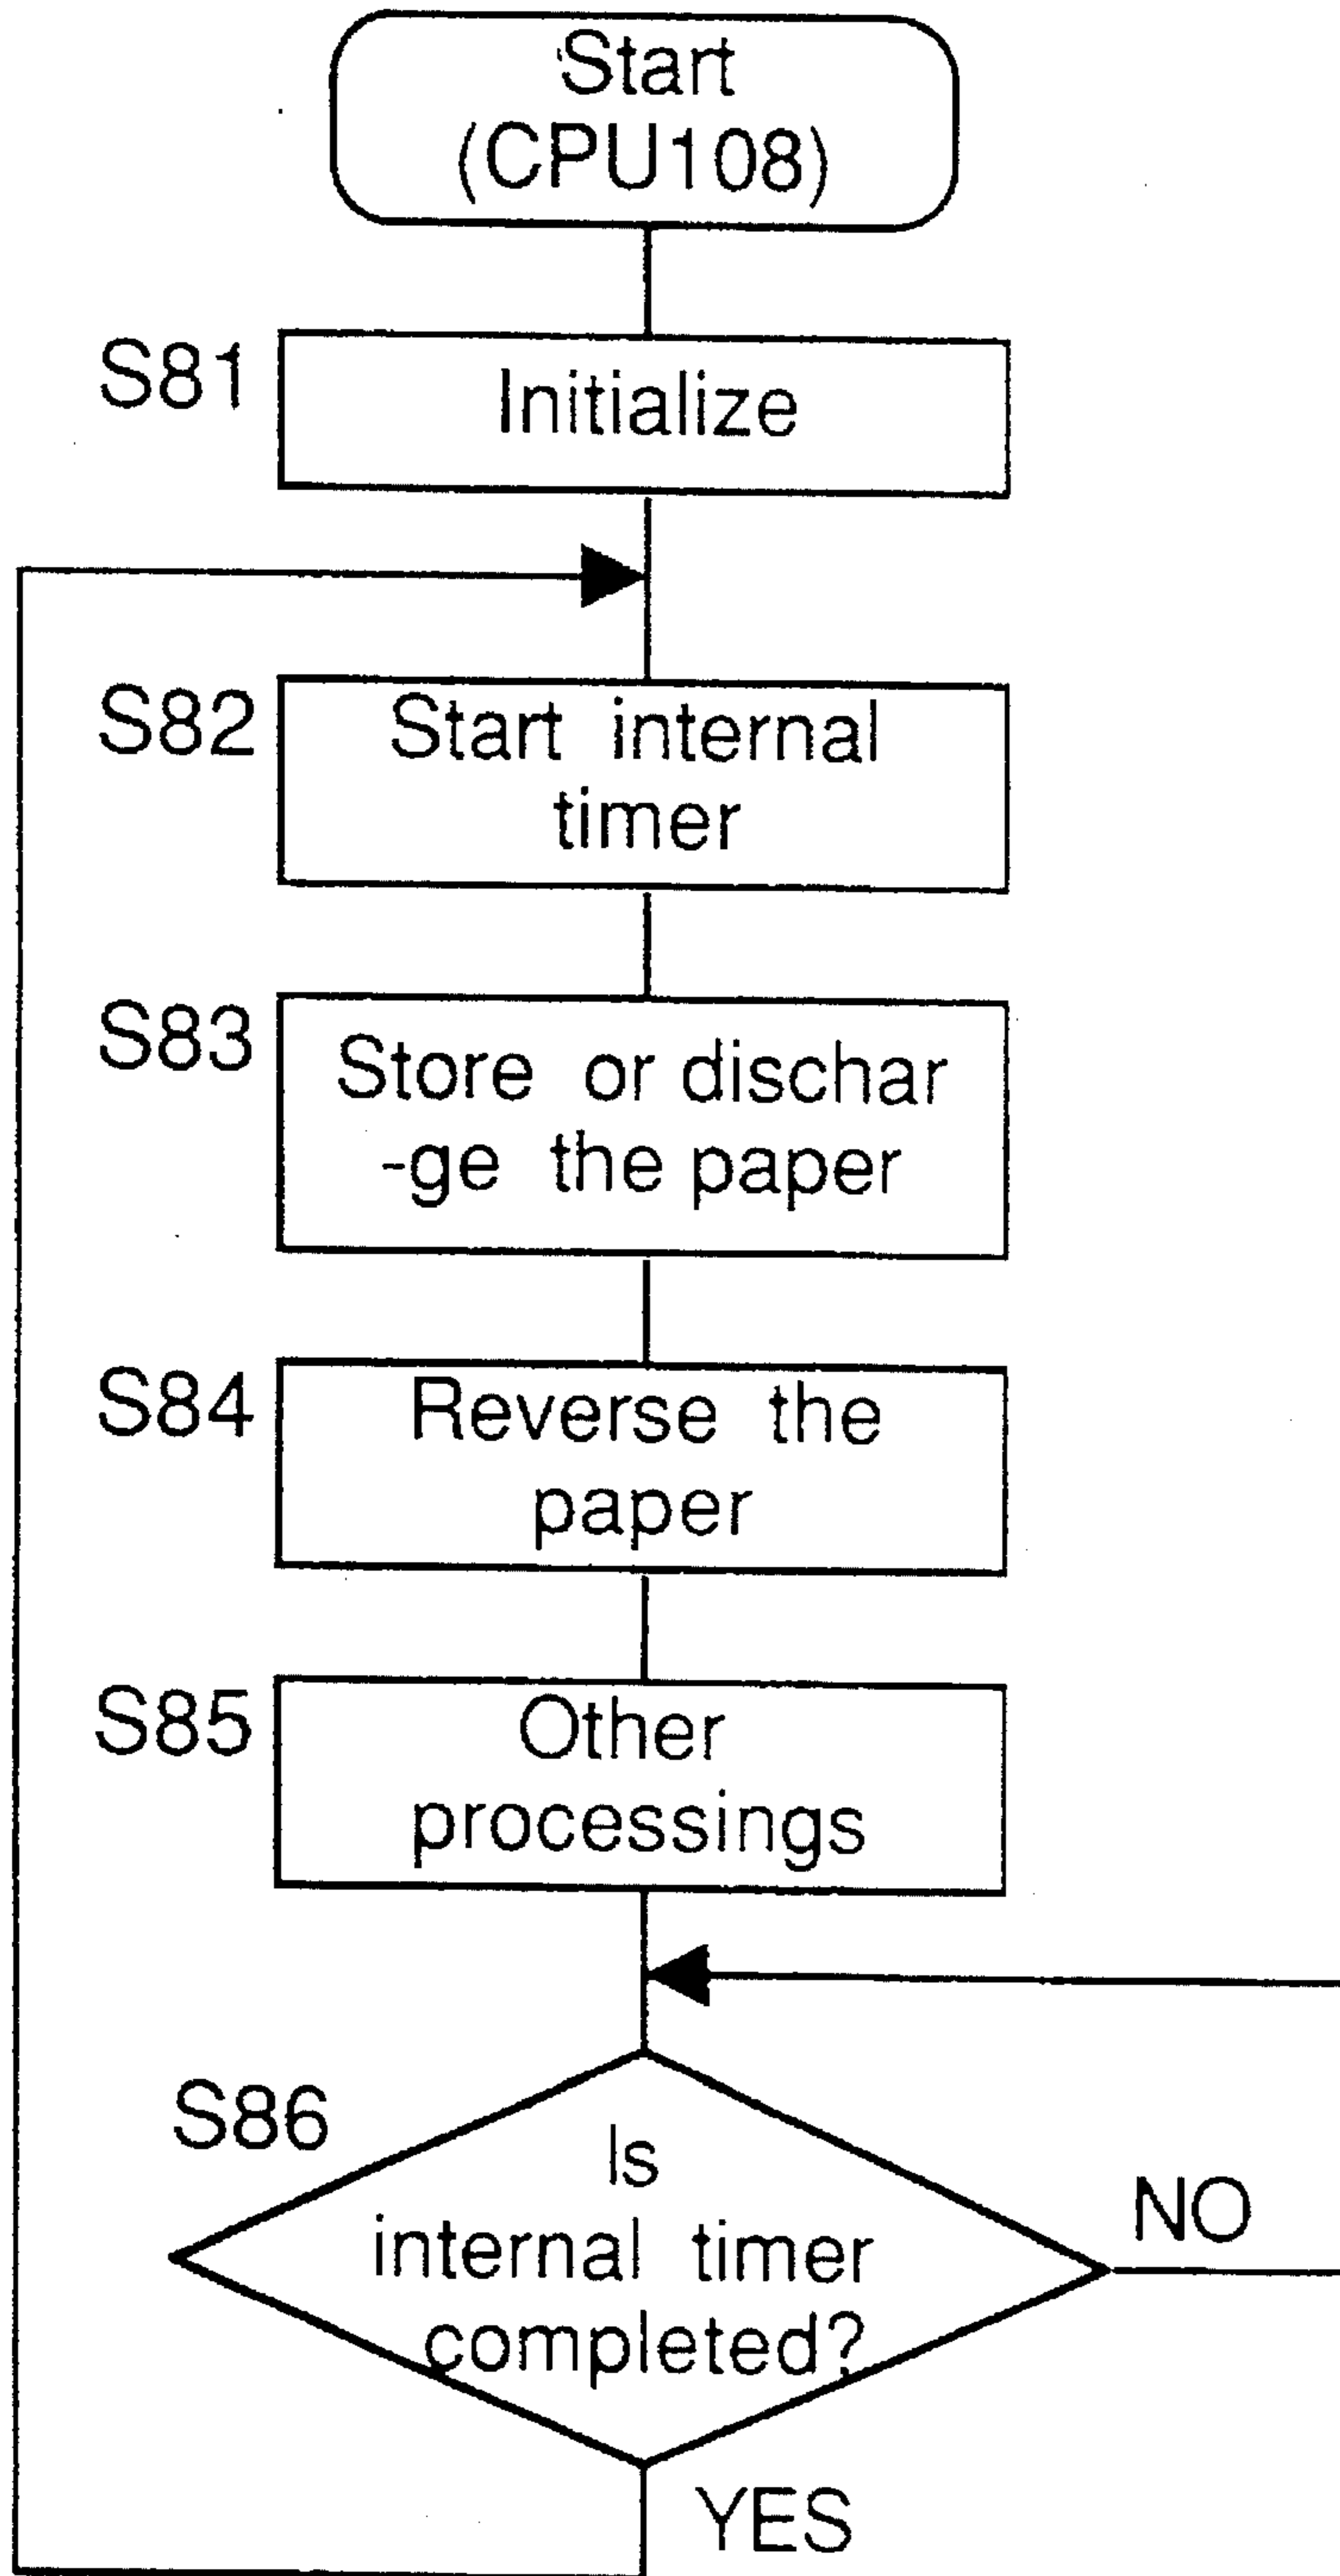 Start
(CPU108)
S81
Initialize
S82
Start internal
timer
S83
Store or dischar
-ge the paper
S84
Reverse the
paper
S85
Other
processings
S86
Is
internal timer
completed?
NO
YES